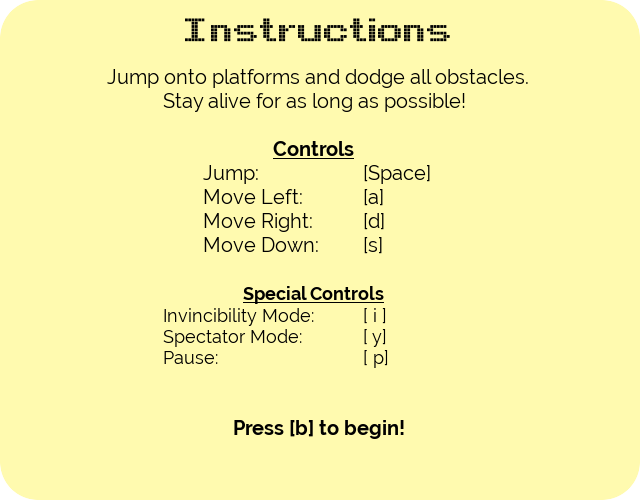 Instructions
Jump onto platforms and dodge all obstacles.
Stay alive for as long as possible!
Controls
Jump: [Space]
Move Left: [a]
Move Right: [d]
Move Down: [s]
Special Controls
Invincibility Mode: [ i ]
Spectator Mode: [ y]
Pause: [ p]
Press [b] to begin!